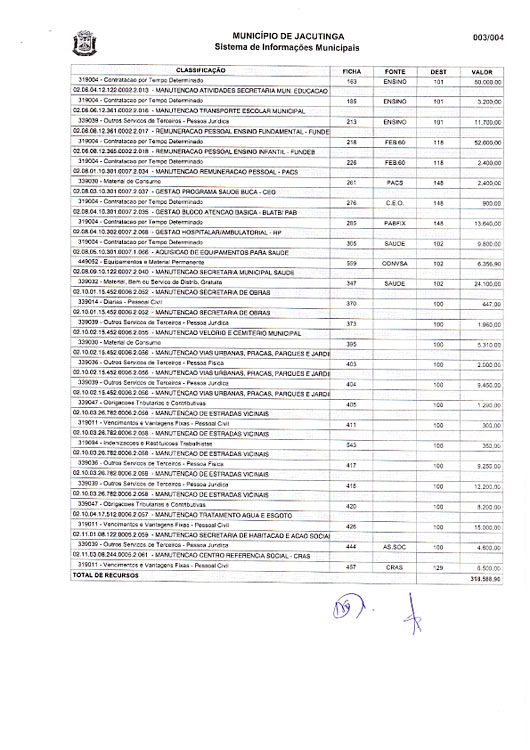 MUNICÍPIO DE JACUTINGA
003/004
Sistema de Informações Municipais
CLASSIFICAÇÃO FICHA FONTE DEST VALOR
319004 - Contratacao por Tempo Determinado 163 ENSINO 101 50.000,00
02.06.04.12.122.0002.2.013 - MANUTENCAO ATIVIDADES SECRETARIA MUN. EDUCACAO
319004 - Contratacao por Tempo Determinado 185 ENSINO 101 3.200,00
02.06.06.12.361.0002.2.016 - MANUTENCAO TRANSPORTE ESCOLAR MUNICIPAL
339039 - Outros Servicos de Terceiros - Pessoa Juridica 213 ENSINO 101 11.700,00
02.06.08.12.361.0002.2.017 - REMUNERACAO PESSOAL ENSINO FUNDAMENTAL - FUNDE
319004 - Contratacao por Tempo Determinado 218 FEB.60 118 52.600,00
02.06.08.12.365.0002.2.018 - REMUNERACAO PESSOAL ENSINO INFANTIL - FUNDEB
319004 - Contratacao por Tempo Determinado 226 FEB.60 118 2.400,00
02.08.01.10.301.0007.2.034 - MANUTENCAO REMUNERACAO PESSOAL - PACS
339030 - Material de Consumo 261 PACS 148 2.400,00
02.08.03.10.301.0007.2.037 - GESTAO PROGRAMA SAUDE BUCA - CEO
319004 - Contratacao por Tempo Determinado 276 C.E.O. 148 900,00
02.08.04.10.301.0007.2.035 - GESTAO BLOCO ATENCAO BASICA - BLATB/ PAB
319004 - Contratacao por Tempo Determinado 285 PABFIX 148 13.640,00
02.08.04.10.302.0007.2.068 - GESTAO HOSPITALAR/AMBULATORIAL - HP
319004 - Contratacao por Tempo Determinado 305 SAUDE 102 9.800,00
02.08.05.10.301.0007.1.066 - AQUISICAO DE EQUIPAMENTOS PARA SAUDE
449052 - Equipamentos e Material Permanente 559 CONVSA 102 6.356,90
02.08.09.10.122.0007.2.040 - MANUTENCAO SECRETARIA MUNICIPAL SAUDE
339032 - Material, Bem ou Servico de Distrib. Gratuita 347 SAUDE 102 24.100,00
02.10.01.15.452.0006.2.052 - MANUTENCAO SECRETARIA DE OBRAS
339014 - Diarias - Pessoal Civil 370 100 447,00
02.10.01.15.452.0006.2.052 - MANUTENCAO SECRETARIA DE OBRAS
339039 - Outros Servicos de Terceiros - Pessoa Juridica 373 100 1.960,00
02.10.02.15.452.0006.2.055 - MANUTENCAO VELORIO E CEMITERIO MUNICIPAL
339030 - Material de Consumo 395 100 5.310,00
02.10.02.15.452.0006.2.056 - MANUTENCAO VIAS URBANAS, PRACAS, PARQUES E JARDI
339036 - Outros Servicos de Terceiros - Pessoa Fisica 403 100 2.000,00
02.10.02.15.452.0006.2.056 - MANUTENCAO VIAS URBANAS, PRACAS, PARQUES E JARDI
339039 - Outros Servicos de Terceiros - Pessoa Juridica 404 100 9.450,00
02.10.02.15.452.0006.2.056 - MANUTENCAO VIAS URBANAS, PRACAS, PARQUES E JARDI
339047 - Obrigacoes Tributarias e Contributivas 405 100 1.290,00
02.10.03.26.782.0006.2.058 - MANUTENCAO DE ESTRADAS VICINAIS
319011 - Vencimentos e Vantagens Fixas - Pessoal Civil 411 100 300,00
02.10.03.26.782.0006.2.058 - MANUTENCAO DE ESTRADAS VICINAIS
319094 - Indenizacoes e Restituicoes Trabalhistas 543 100 350,00
02.10.03.26.782.0006.2.058 - MANUTENCAO DE ESTRADAS VICINAIS
339036 - Outros Servicos de Terceiros - Pessoa Fisica 417 100 9.250,00
02.10.03.26.782.0006.2.058 - MANUTENCAO DE ESTRADAS VICINAIS
339039 - Outros Servicos de Terceiros - Pessoa Juridica 418 100 12.200,00
02.10.03.26.782.0006.2.058 - MANUTENCAO DE ESTRADAS VICINAIS
339047 - Obrigacoes Tributarias e Contributivas 420 100 8.200,00
02.10.04.17.512.0006.2.057 - MANUTENCAO TRATAMENTO AGUA E ESGOTO
319011 - Vencimentos e Vantagens Fixas - Pessoal Civil 426 100 15.000,00
02.11.01.08.122.0005.2.059 - MANUTENCAO SECRETARIA DE HABITACAO E ACAO SOCIAL
339039 - Outros Servicos de Terceiros - Pessoa Juridica 444 AS.SOC 100 4.800,00
02.11.03.08.244.0005.2.061 - MANUTENCAO CENTRO REFERENCIA SOCIAL - CRAS
319011 - Vencimentos e Vantagens Fixas - Pessoal Civil 457 CRAS 129 8.500,00
TOTAL DE RECURSOS 319.588,90